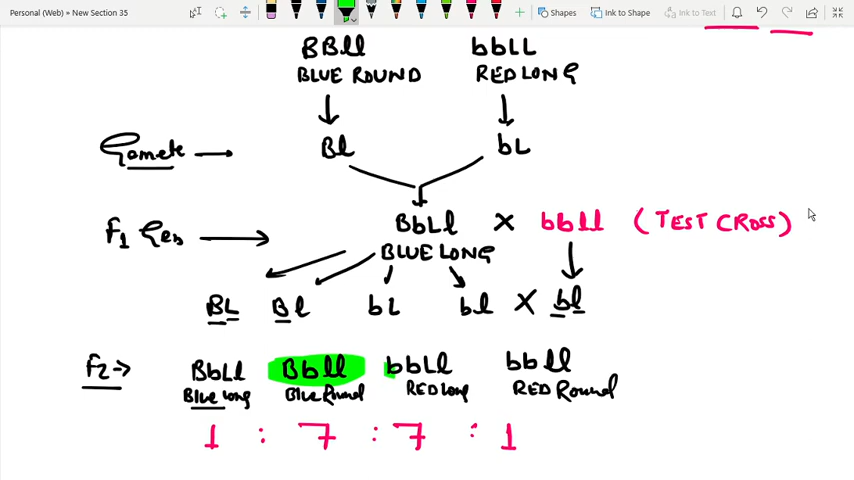 Personal (Web) » New Section 35
Shapes Ink to Shape Ink to Text
BBll bbLL
BLUE ROUND RED LONG
Gamete → Bl bL
F1 Gen → BbLl X bbll (TEST CROSS)
BLUE LONG
BL Bl bL bl X bl
F2→ BbLl Bbll bbLl bbll
Blue long Blue Round RED long RED Round
1 : 7 : 7 : 1